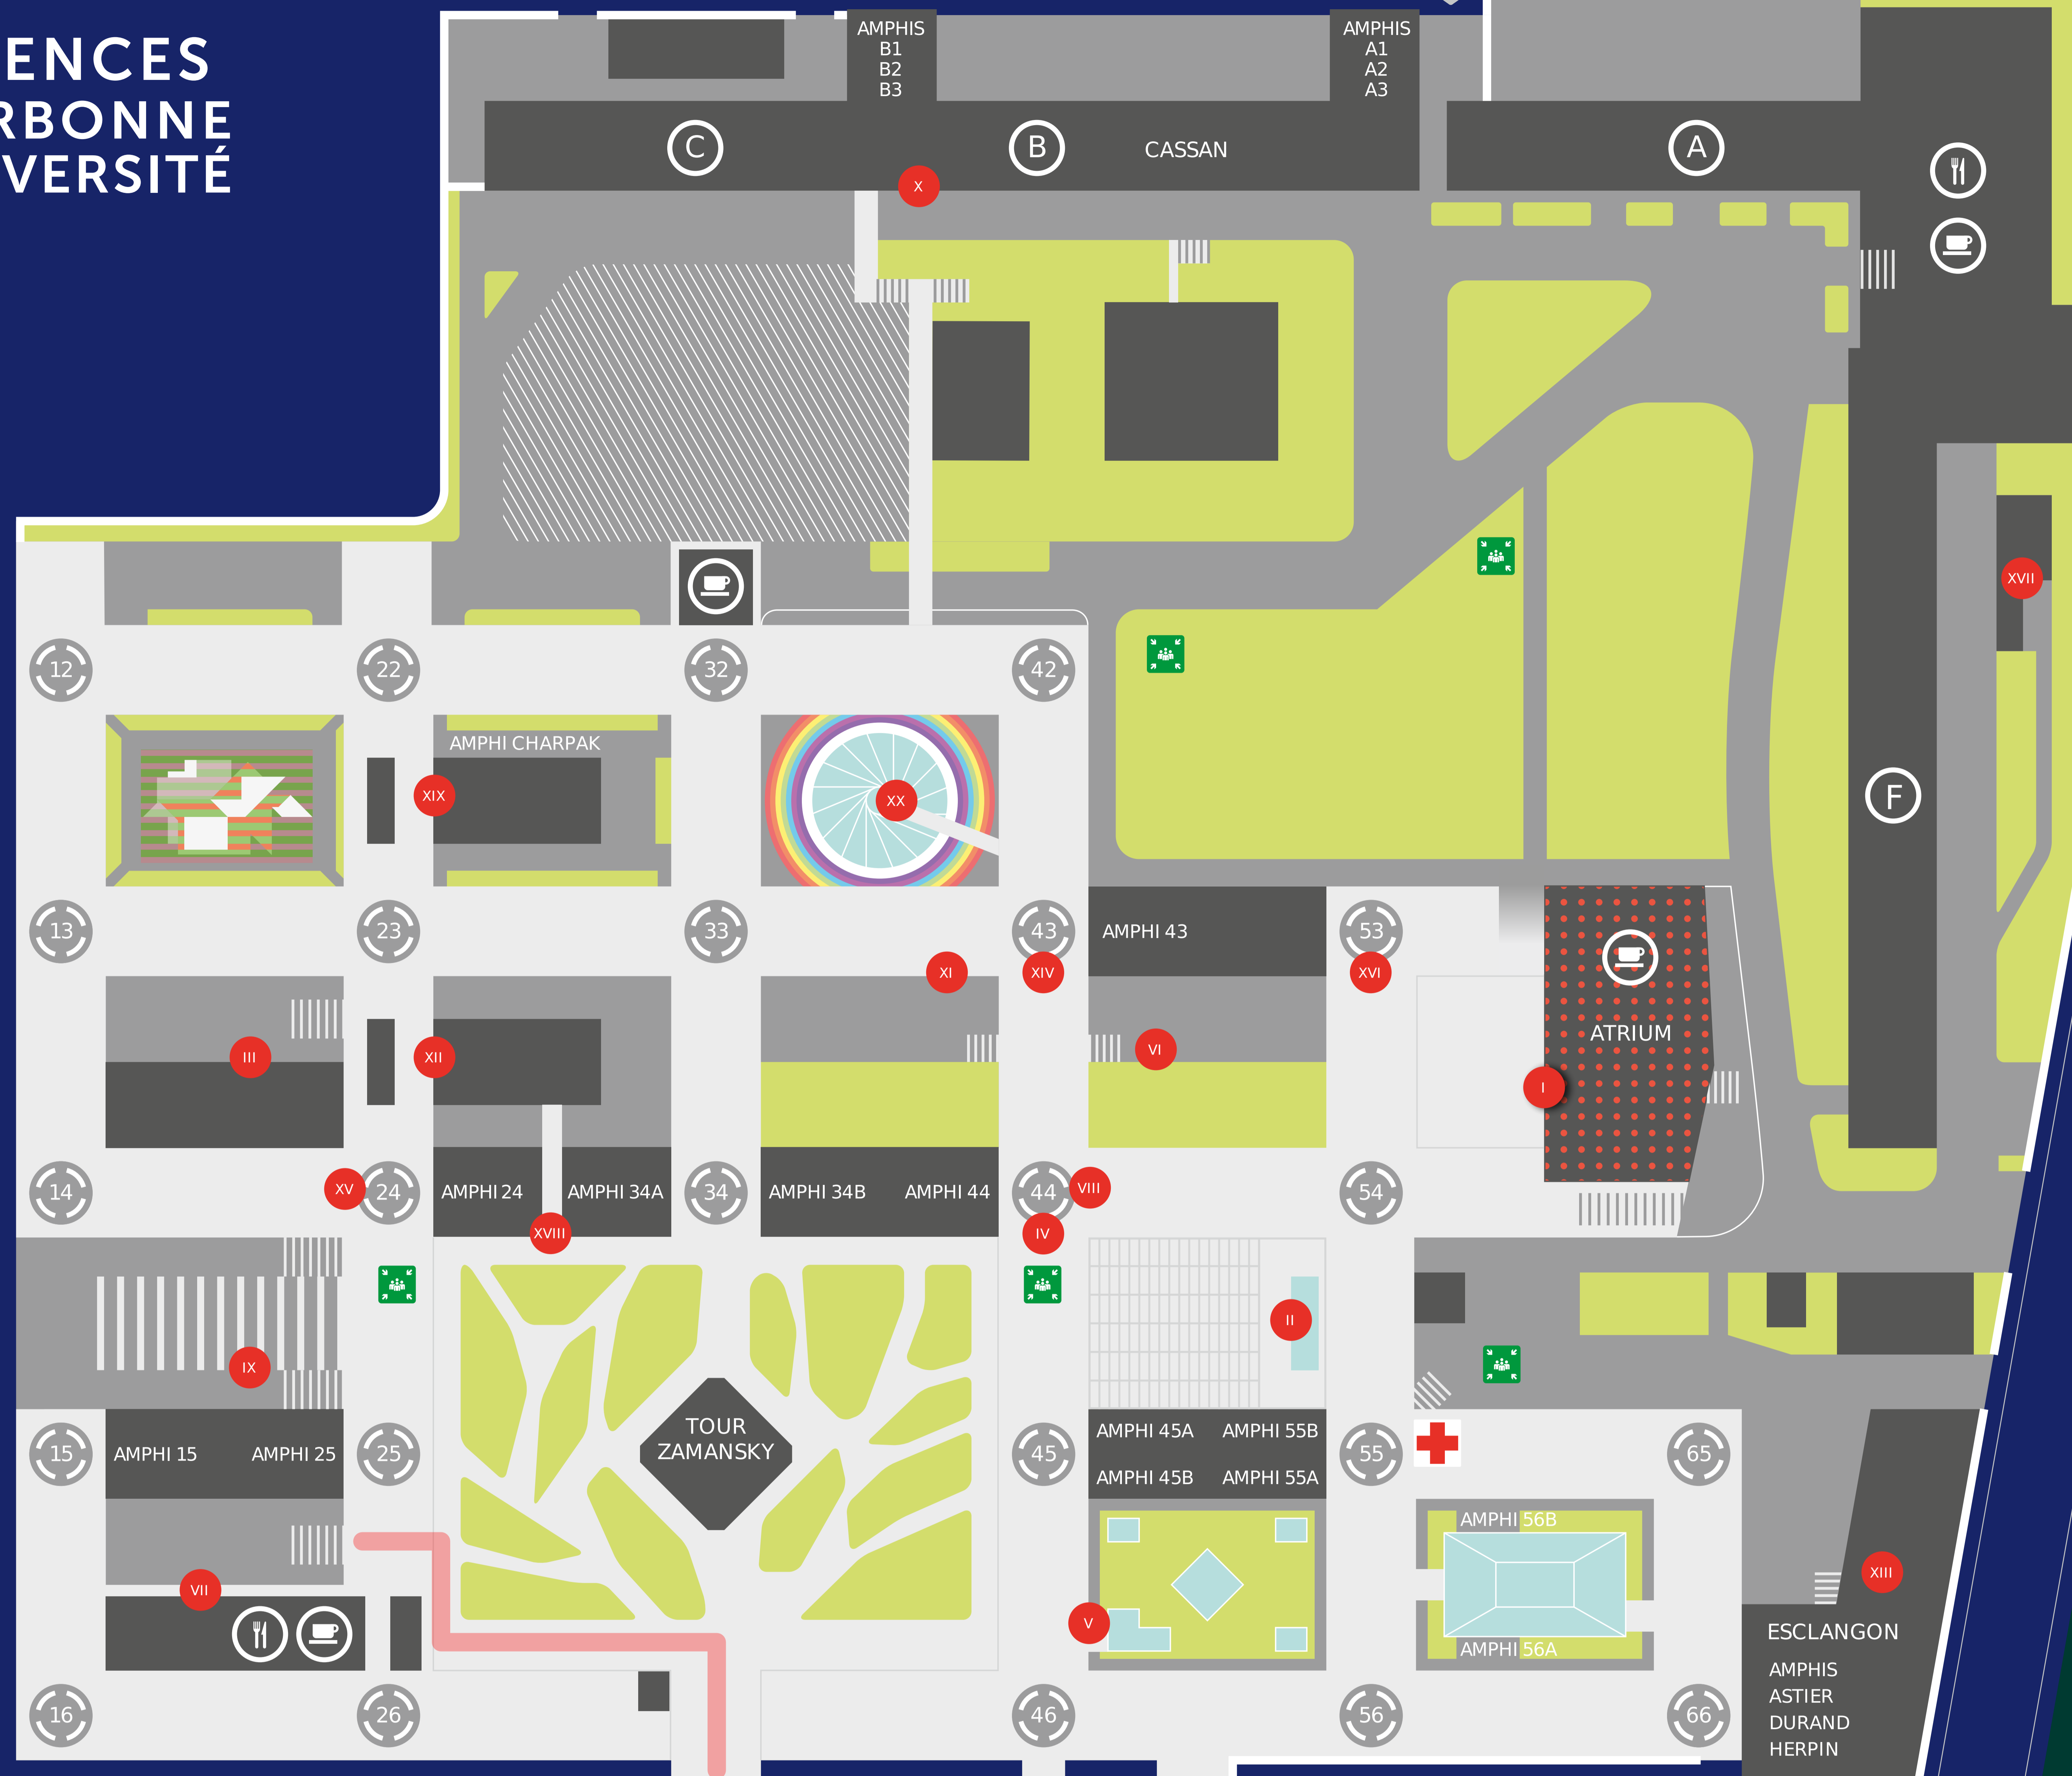 ENCES
RBONNE
VERSITÉ
AMPHIS
B1
B2
B3
AMPHIS
A1
A2
A3
C
B
CASSAN
A
X
XVII
12
22
32
42
AMPHI CHARPAK
XIX
XX
F
13
23
33
43
AMPHI 43
53
XI
XIV
XVI
ATRIUM
III
XII
VI
I
14
XV
24
AMPHI 24
AMPHI 34A
34
AMPHI 34B
AMPHI 44
44
VIII
54
XVIII
IV
II
IX
TOUR
ZAMANSKY
15
AMPHI 15
AMPHI 25
25
45
AMPHI 45A
AMPHI 55B
AMPHI 45B
AMPHI 55A
55
65
AMPHI 56B
VII
V
XIII
AMPHI 56A
ESCLANGON
AMPHIS
ASTIER
DURAND
HERPIN
16
26
46
56
66